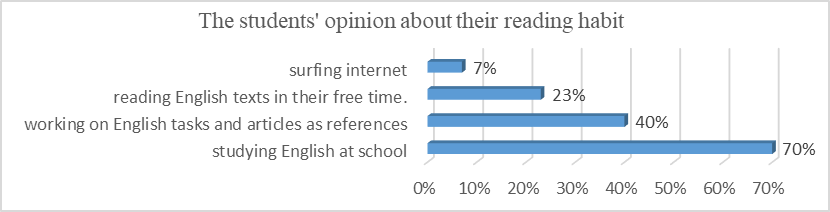 The students' opinion about their reading habit
surfing internet 7%
reading English texts in their free time. 23%
working on English tasks and articles as references 40%
studying English at school 70%
0% 10% 20% 30% 40% 50% 60% 70%